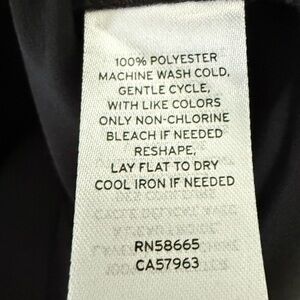 100% POLYESTER
MACHINE WASH COLD,
GENTLE CYCLE,
WITH LIKE COLORS
ONLY NON-CHLORINE
BLEACH IF NEEDED
RESHAPE,
LAY FLAT TO DRY
COOL IRON IF NEEDED
RN58665
CA57963